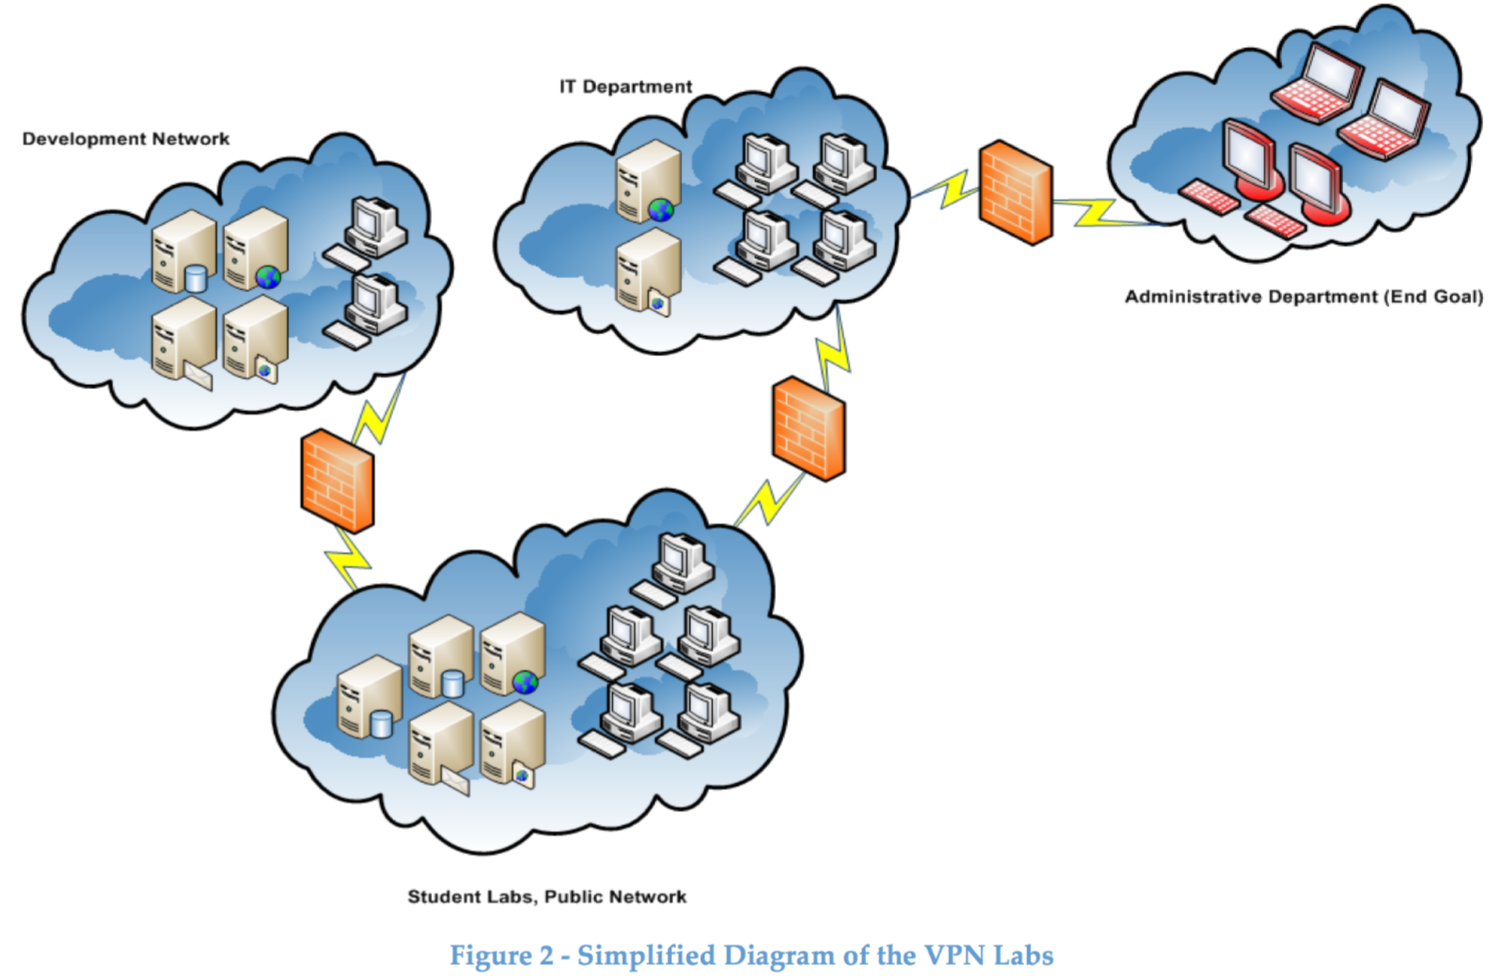 IT Department
Development Network
Administrative Department (End Goal)
Student Labs, Public Network
Figure 2 - Simplified Diagram of the VPN Labs